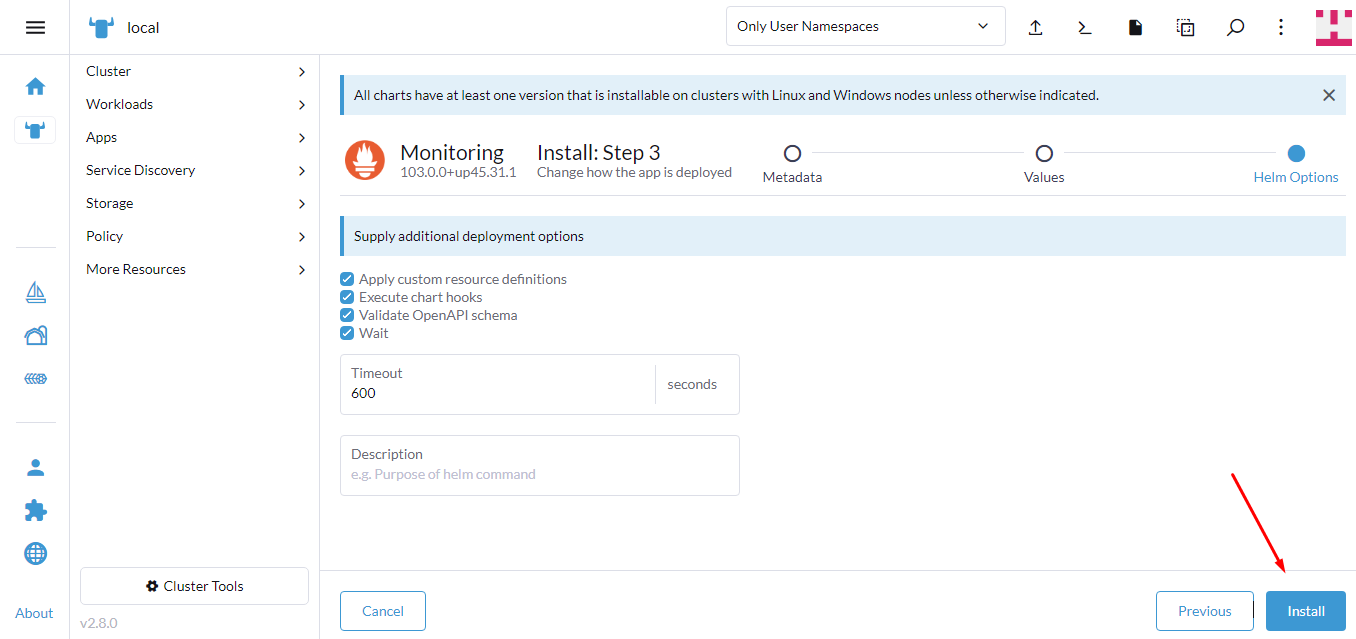 local
Only User Namespaces
Cluster
Workloads
Apps
Service Discovery
Storage
Policy
More Resources
Cluster Tools
v2.8.0
About
All charts have at least one version that is installable on clusters with Linux and Windows nodes unless otherwise indicated.
Monitoring
103.0.0+up45.31.1
Install: Step 3
Change how the app is deployed
Metadata
Values
Helm Options
Supply additional deployment options
Apply custom resource definitions
Execute chart hooks
Validate OpenAPI schema
Wait
Timeout
600
seconds
Description
e.g. Purpose of helm command
Cancel
Previous
Install